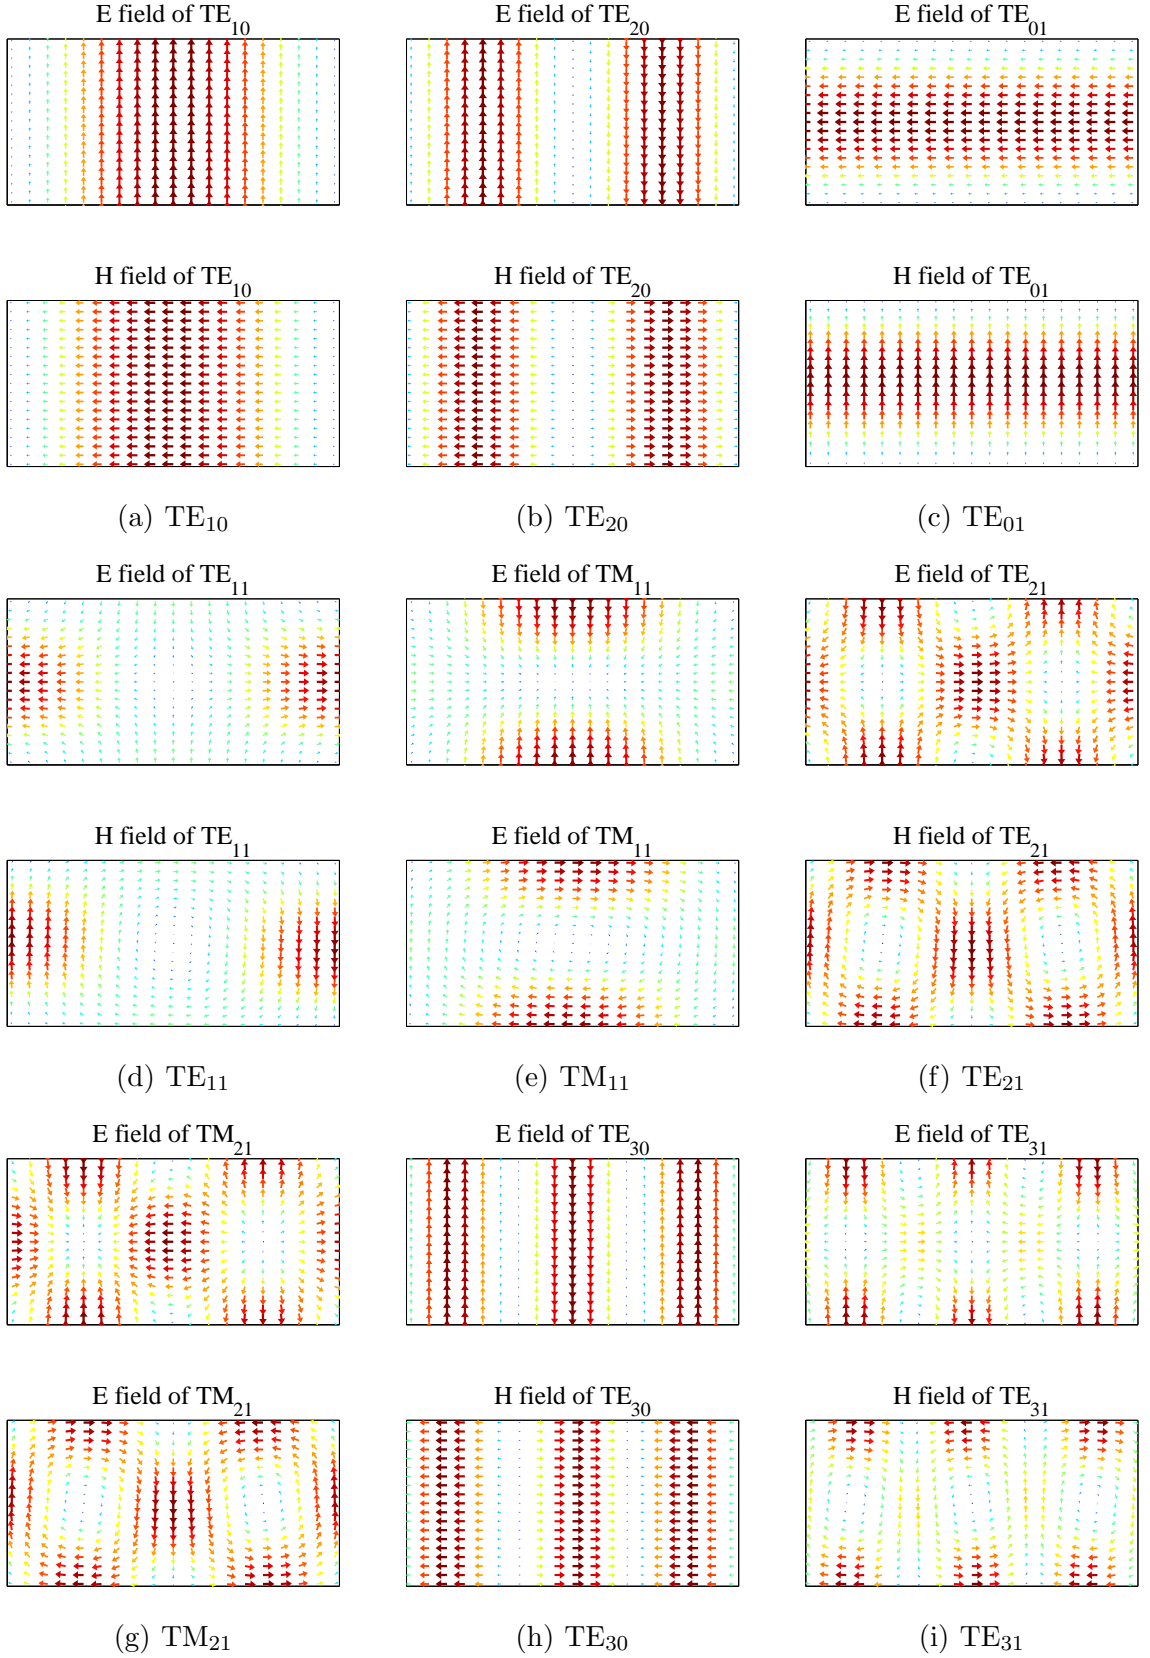 E field of TE₁₀
E field of TE₂₀
E field of TE₀₁
H field of TE₁₀
H field of TE₂₀
H field of TE₀₁
(a) TE₁₀
(b) TE₂₀
(c) TE₀₁
E field of TE₁₁
E field of TM₁₁
E field of TE₂₁
H field of TE₁₁
E field of TM₁₁
H field of TE₂₁
(d) TE₁₁
(e) TM₁₁
(f) TE₂₁
E field of TM₂₁
E field of TE₃₀
E field of TE₃₁
E field of TM₂₁
H field of TE₃₀
H field of TE₃₁
(g) TM₂₁
(h) TE₃₀
(i) TE₃₁